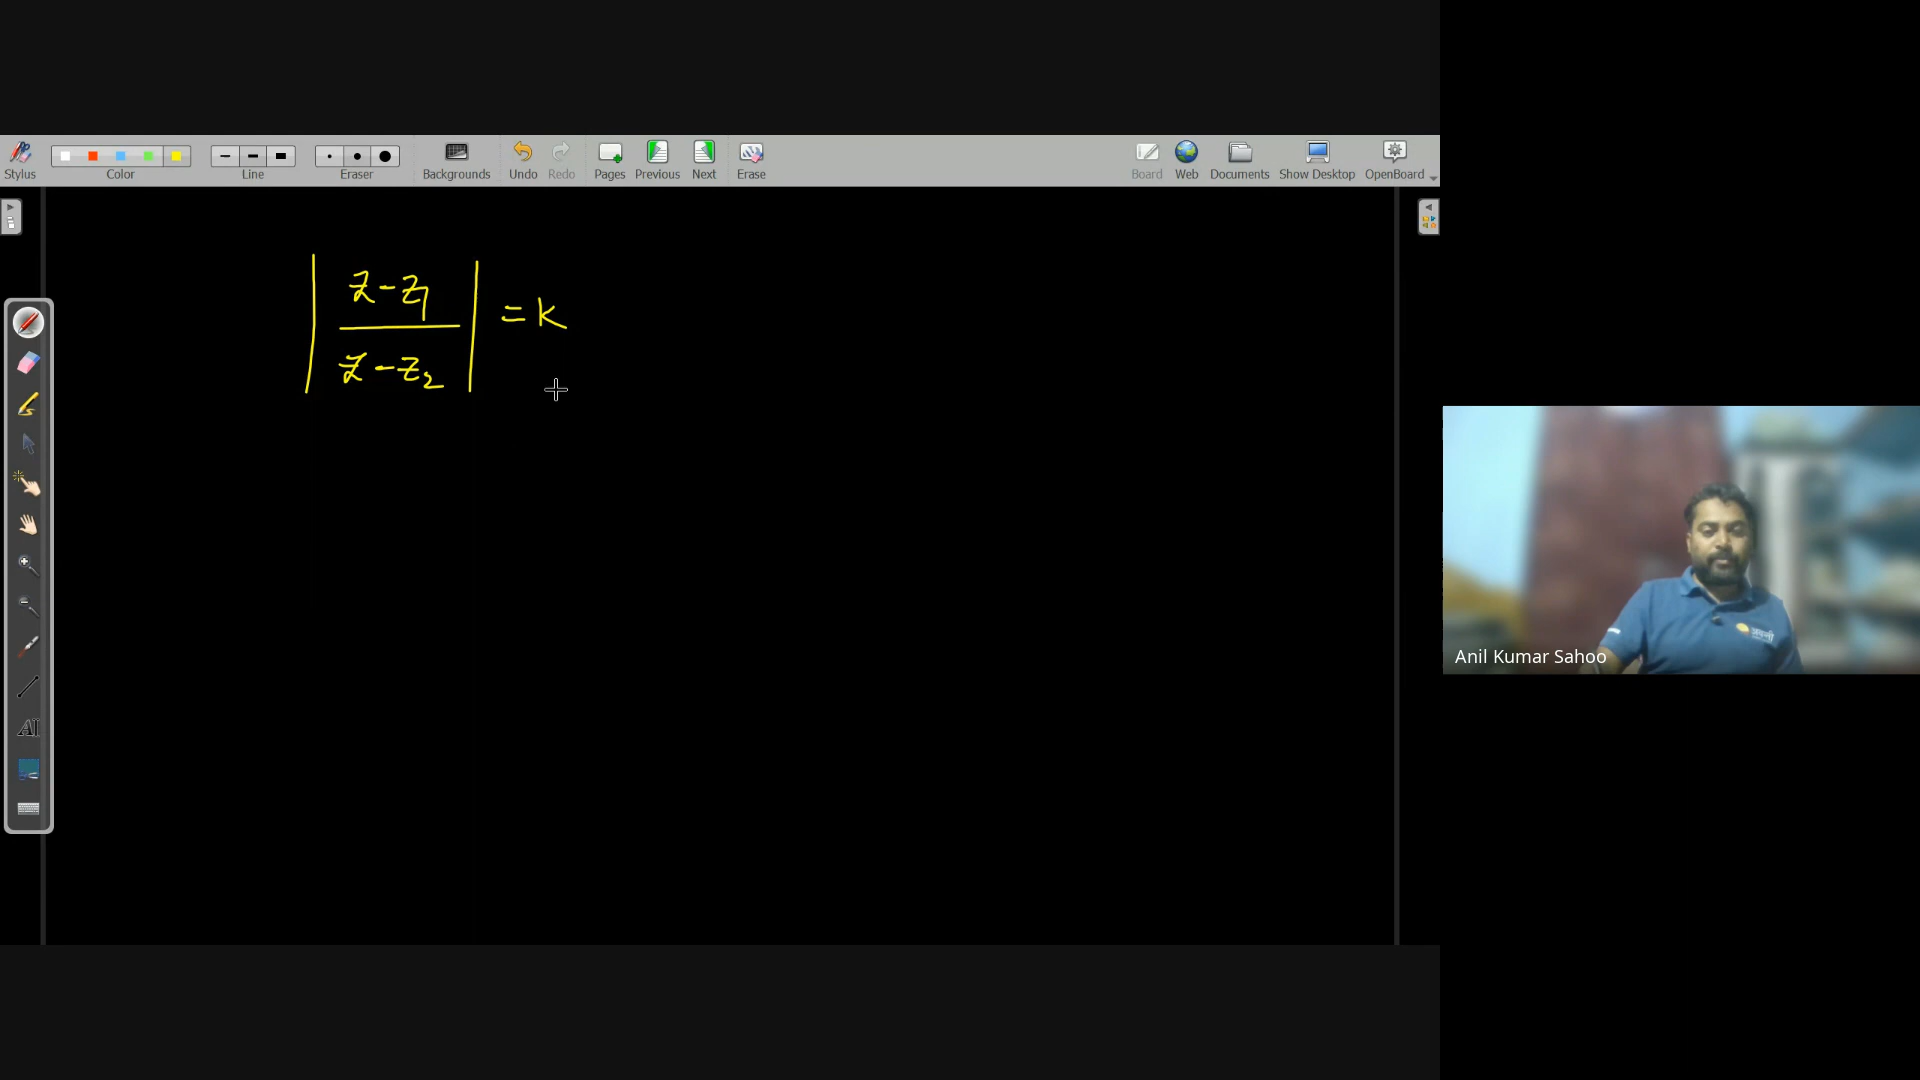 Stylus Color Line Eraser Backgrounds Undo Redo Pages Previous Next Erase Board Web Documents Show Desktop OpenBoard
| (z - z₁) / (z - z₂) | = k
AI
Anil Kumar Sahoo